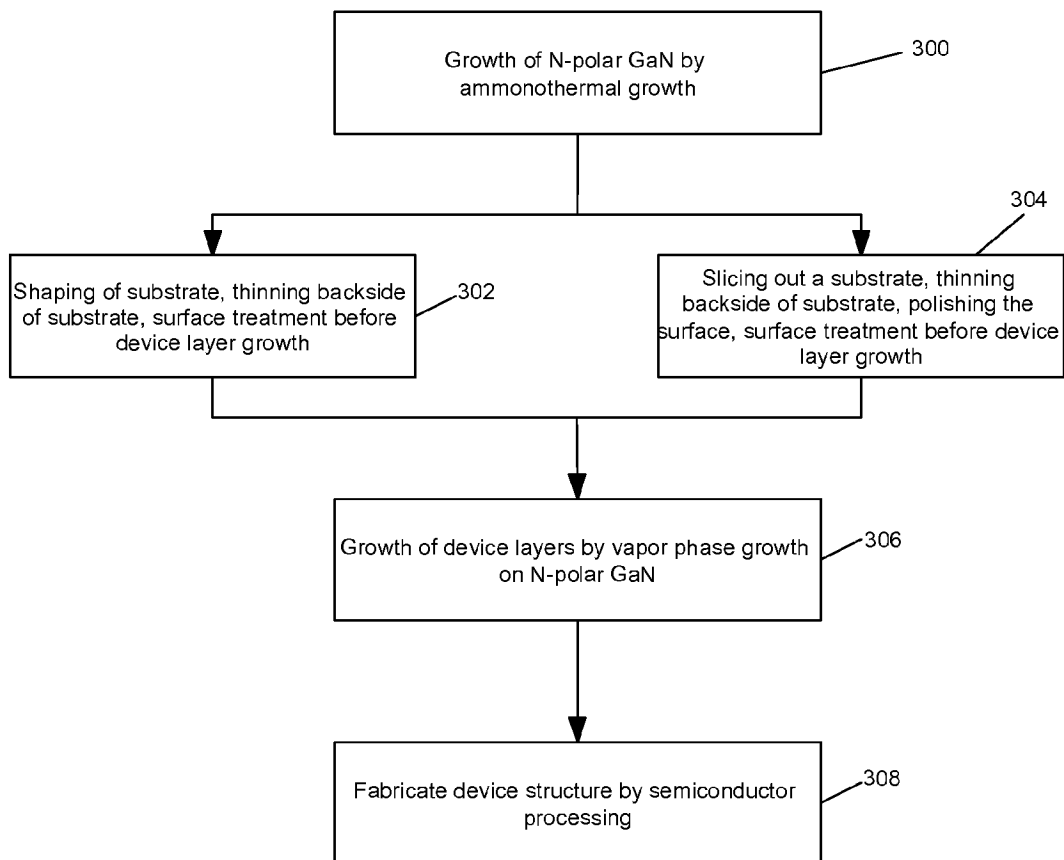 Growth of N-polar GaN by
ammonothermal growth
300
304
Shaping of substrate, thinning backside
of substrate, surface treatment before
device layer growth
302
Slicing out a substrate, thinning
backside of substrate, polishing the
surface, surface treatment before device
layer growth
Growth of device layers by vapor phase growth
on N-polar GaN
306
Fabricate device structure by semiconductor
processing
308